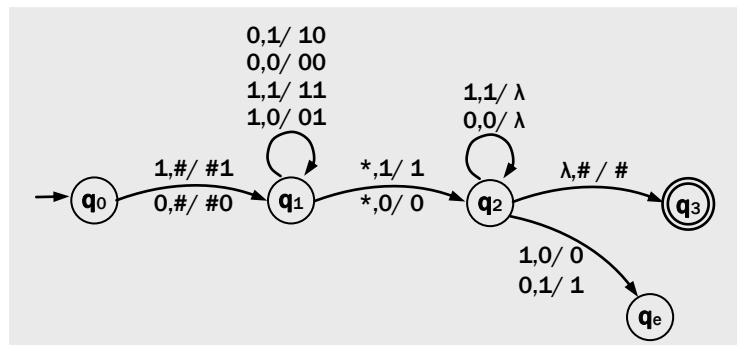 0,1/ 10
0,0/ 00
1,1/ 11
1,0/ 01
1,1/ λ
0,0/ λ
1,#/ #1
*,1/ 1
λ,# / #
q0
q1
q2
q3
0,#/ #0
*,0/ 0
1,0/ 0
0,1/ 1
qe